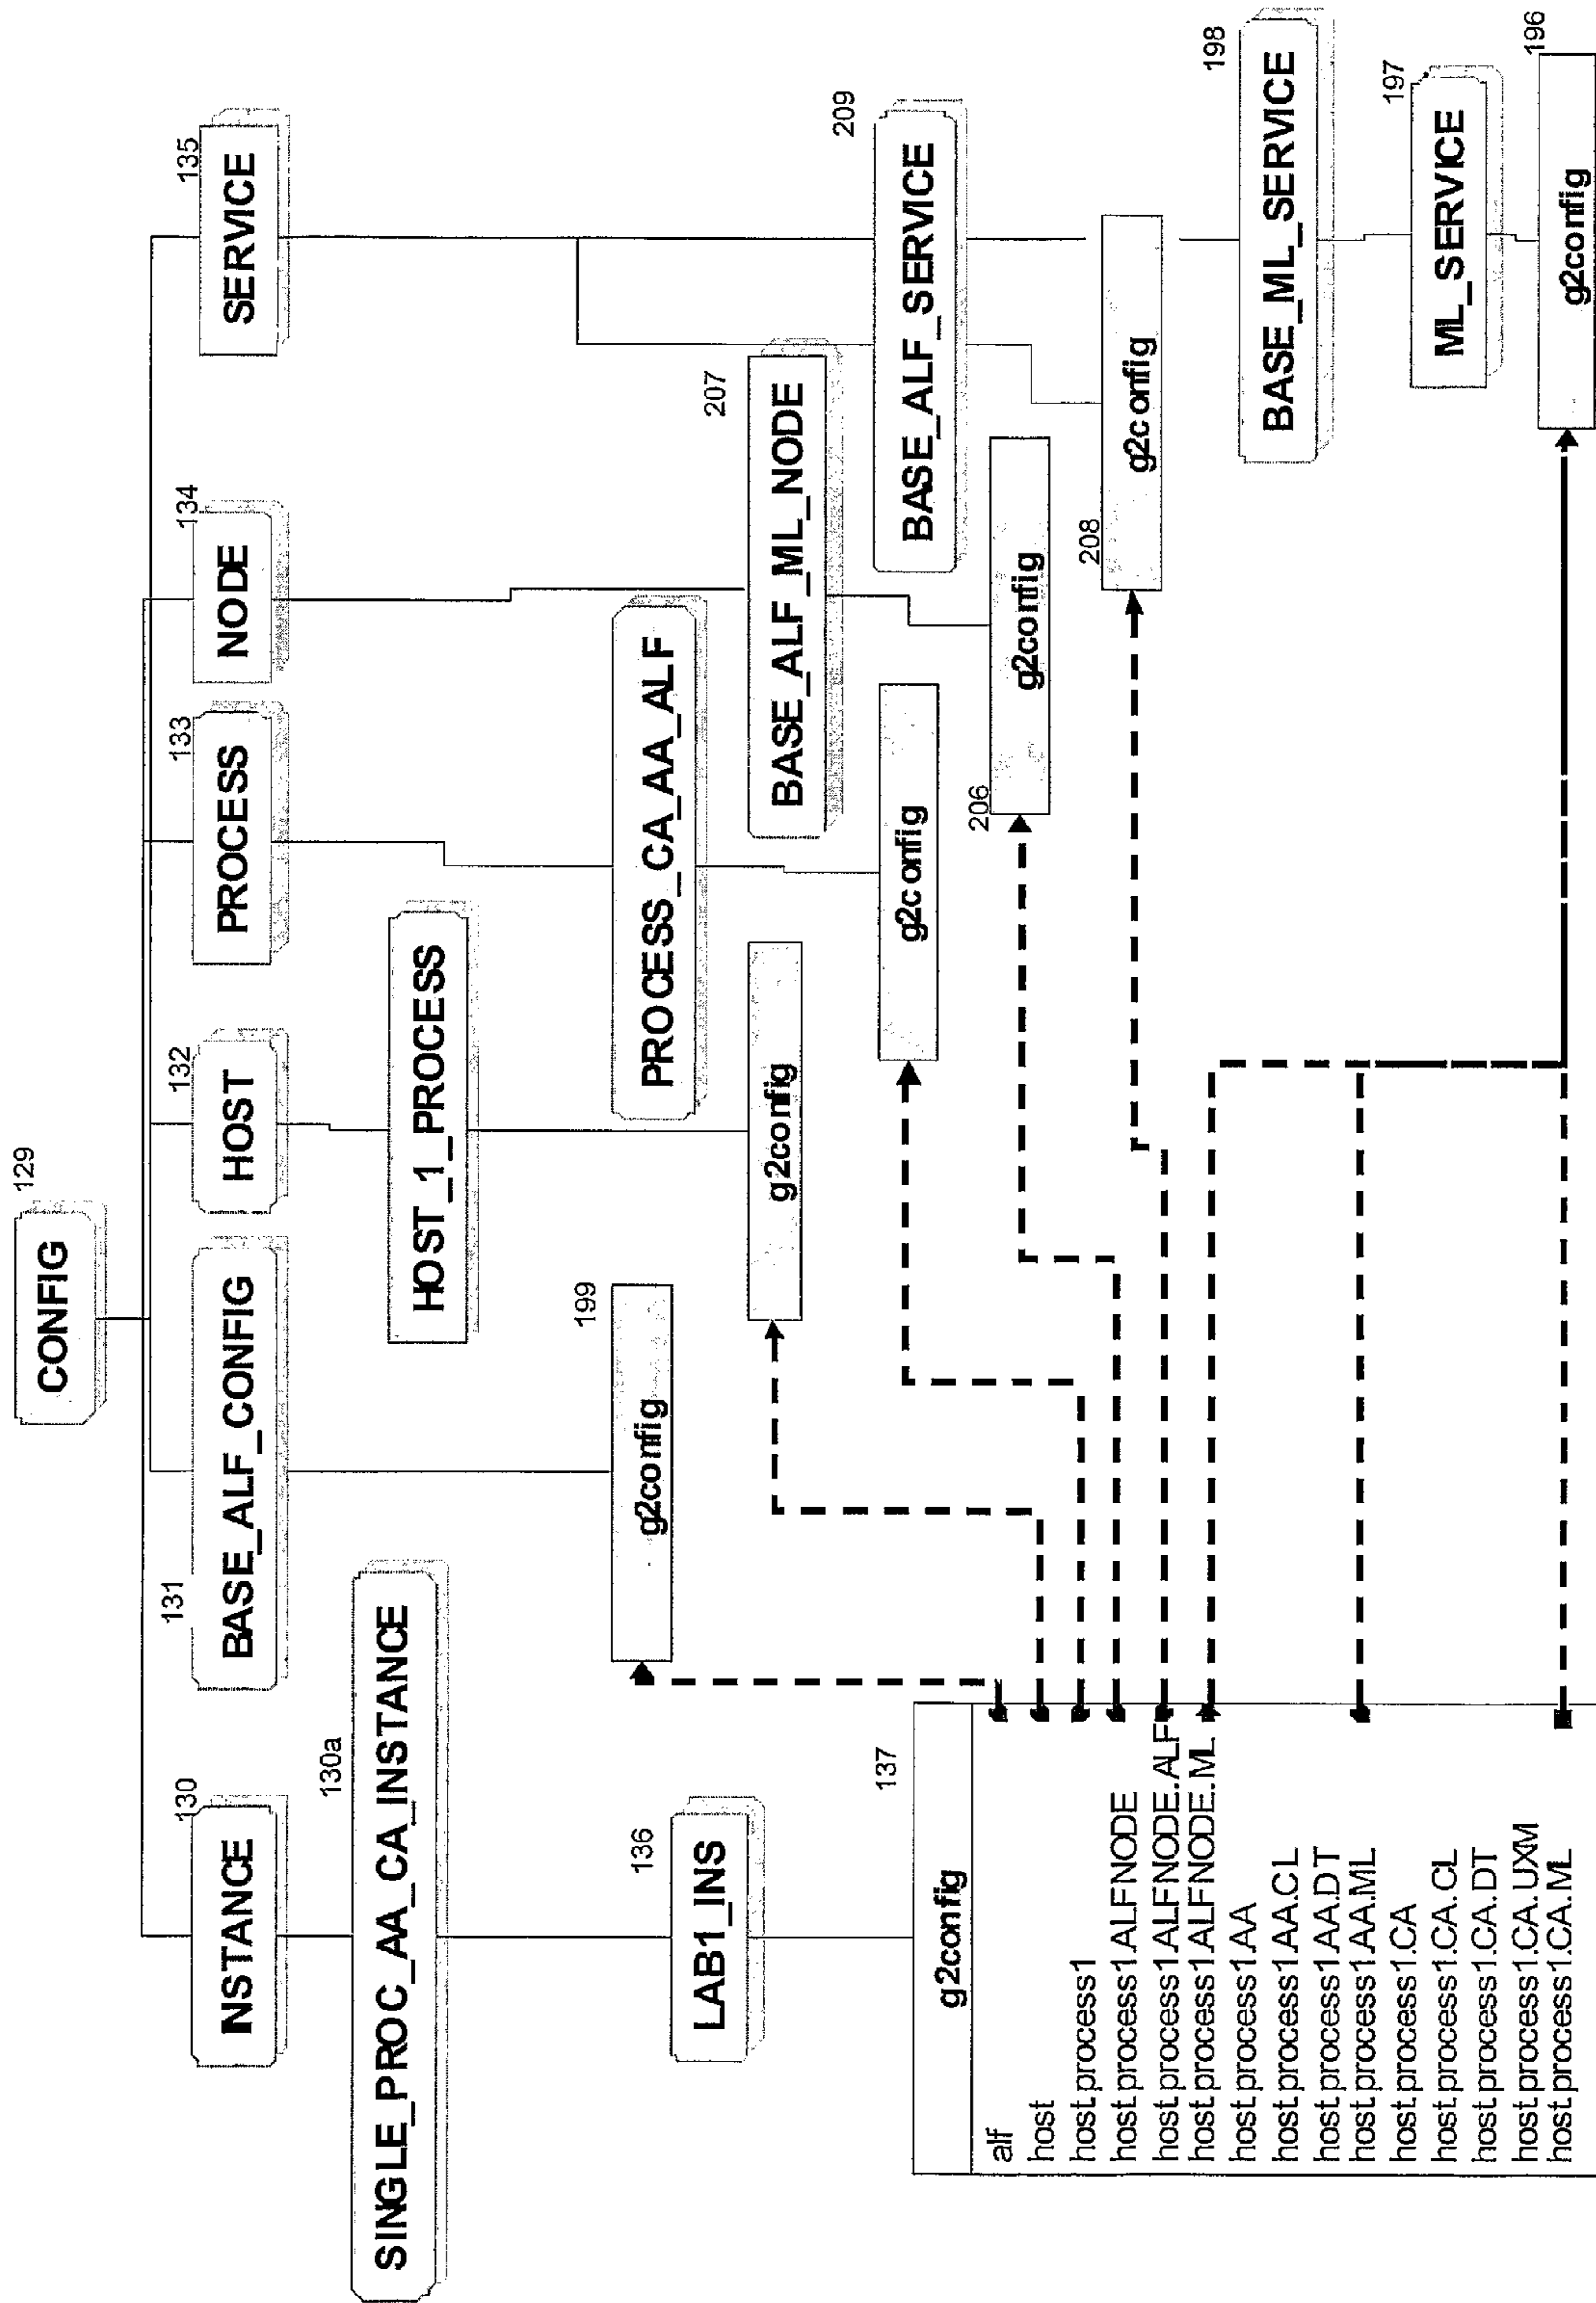 CONFIG
129
INSTANCE
130
BASE_ALF_CONFIG
131
HOST
132
PROCESS
133
NODE
134
SERVICE
135
SINGLE_PROC_AA_CA_INSTANCE
130a
HOST_1_PROCESS
LAB1_INS
136
g2config
199
PROCESS_CA_AA_ALF
g2config
BASE_ALF_ML_NODE
207
g2config
BASE_ALF_SERVICE
209
g2config
206
g2config
208
BASE_ML_SERVICE
198
ML_SERVICE
197
g2config
196
g2config
137
alf
host
host.process1
host.process1.ALFNODE
host.process1.ALFNODE.ALF
host.process1.ALFNODE.ML
host.process1.AA
host.process1.AA.CL
host.process1.AA.DT
host.process1.AA.ML
host.process1.CA
host.process1.CA.CL
host.process1.CA.DT
host.process1.CA.UXM
host.process1.CA.ML